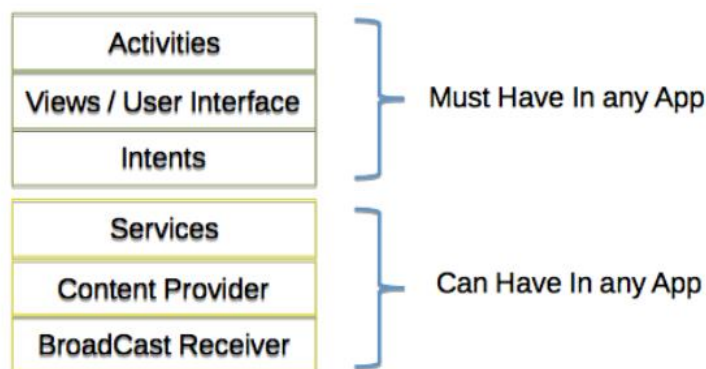 Activities
Views / User Interface
Intents
Must Have In any App
Services
Content Provider
BroadCast Receiver
Can Have In any App